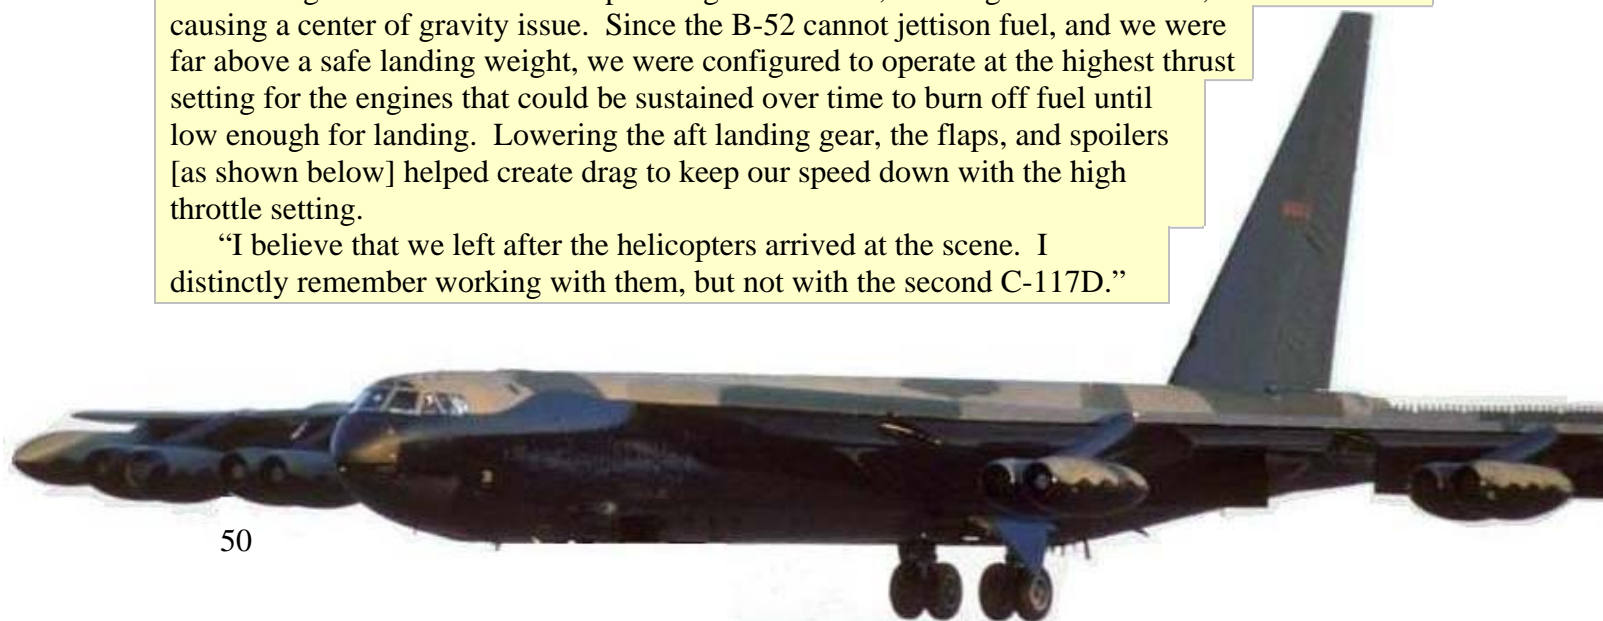 causing a center of gravity issue.  Since the B-52 cannot jettison fuel, and we were
far above a safe landing weight, we were configured to operate at the highest thrust
setting for the engines that could be sustained over time to burn off fuel until
low enough for landing.  Lowering the aft landing gear, the flaps, and spoilers
[as shown below] helped create drag to keep our speed down with the high
throttle setting.
“I believe that we left after the helicopters arrived at the scene.  I
distinctly remember working with them, but not with the second C-117D.”
50